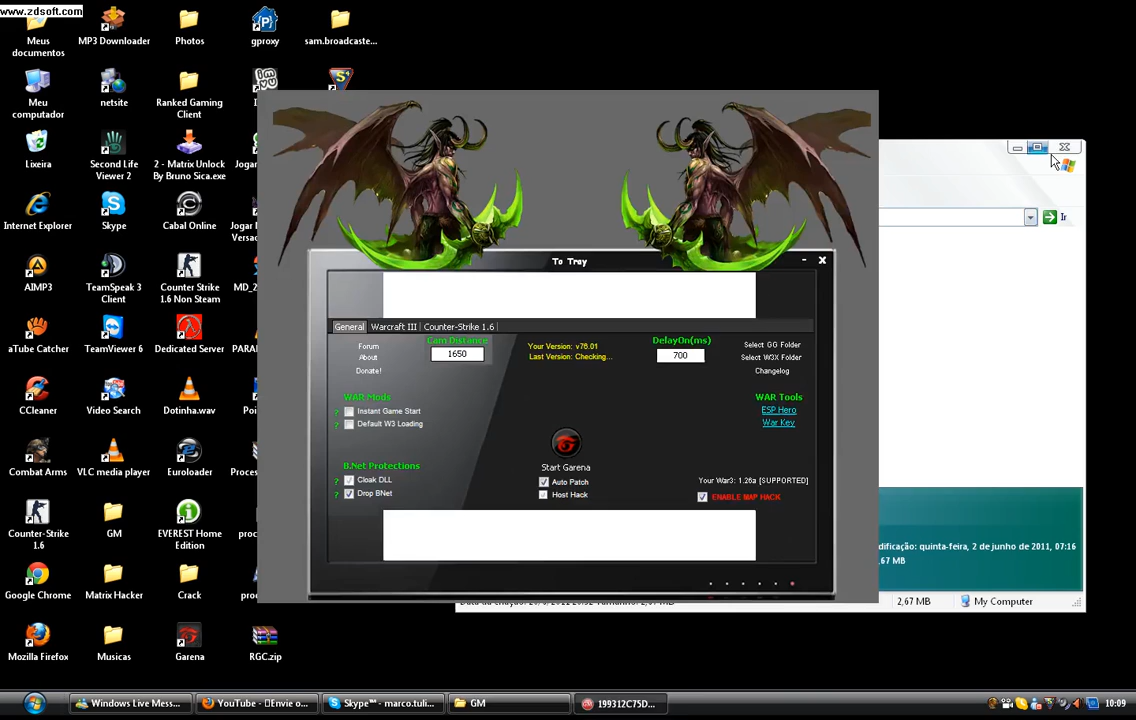 www.zdsoft.com
Meus
documentos
MP3 Downloader
Photos
gproxy
sam.broadcaste...
Meu
computador
netsite
Ranked Gaming
Client
Lixeira
Second Life
Viewer 2
2 - Matrix Unlock
By Bruno Sica.exe
Internet Explorer
Skype
Cabal Online
AIMP3
TeamSpeak 3
Client
Counter Strike
1.6 Non Steam
aTube Catcher
TeamViewer 6
Dedicated Server
CCleaner
Video Search
Dotinha.wav
Combat Arms
VLC media player
Euroloader
Counter-Strike
1.6
GM
EVEREST Home
Edition
Google Chrome
Matrix Hacker
Crack
Mozilla Firefox
Musicas
Garena
RGC.zip
To Tray
General
Warcraft III
Counter-Strike 1.6
Forum
About
Donate!
Cam Distance
1650
Your Version: v76.01
Last Version: Checking...
DelayOn(ms)
700
Select GG Folder
Select W3X Folder
Changelog
WAR Mods
? Instant Game Start
? Default W3 Loading
WAR Tools
ESP Hero
War Key
B.Net Protections
? Cloak DLL
? Drop BNet
Start Garena
Auto Patch
Host Hack
Your War3: 1.26a [SUPPORTED]
ENABLE MAP HACK
Ir
dificação: quinta-feira, 2 de junho de 2011, 07:16
,67 MB
2,67 MB
My Computer
Windows Live Mess...
YouTube - Envie o...
Skype™ - marco.tuli...
GM
199312C75D...
10:09